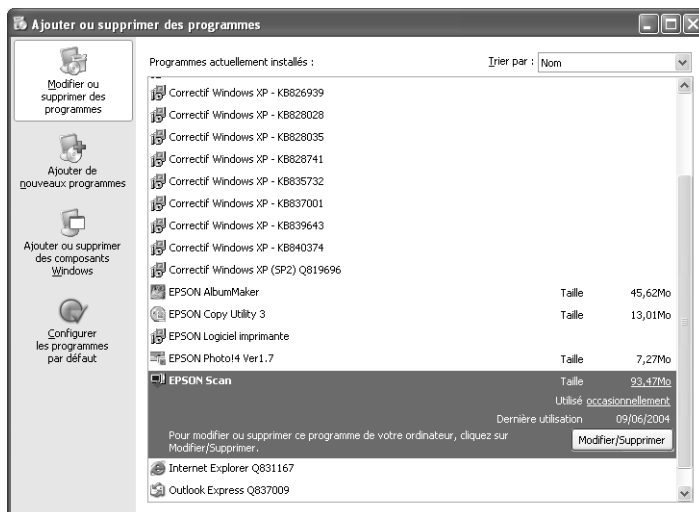 Ajouter ou supprimer des programmes
Modifier ou
supprimer des
programmes
Ajouter de
nouveaux programmes
Ajouter ou supprimer
des composants
Windows
Configurer
les programmes
par défaut
Programmes actuellement installés :
Trier par : Nom
Correctif Windows XP - KB826939
Correctif Windows XP - KB828028
Correctif Windows XP - KB828035
Correctif Windows XP - KB828741
Correctif Windows XP - KB835732
Correctif Windows XP - KB837001
Correctif Windows XP - KB839643
Correctif Windows XP - KB840374
Correctif Windows XP (SP2) Q819696
EPSON AlbumMaker Taille 45,62Mo
EPSON Copy Utility 3 Taille 13,01Mo
EPSON Logiciel imprimante
EPSON Photo!4 Ver1.7 Taille 7,27Mo
EPSON Scan Taille 93,47Mo
Utilisé occasionnellement
Dernière utilisation 09/06/2004
Pour modifier ou supprimer ce programme de votre ordinateur, cliquez sur
Modifier/Supprimer.
Modifier/Supprimer
Internet Explorer Q831167
Outlook Express Q837009